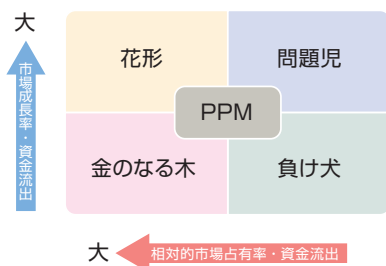 大
市場成長率・資金流出
花形
問題児
PPM
金のなる木
負け犬
大
相対的市場占有率・資金流出